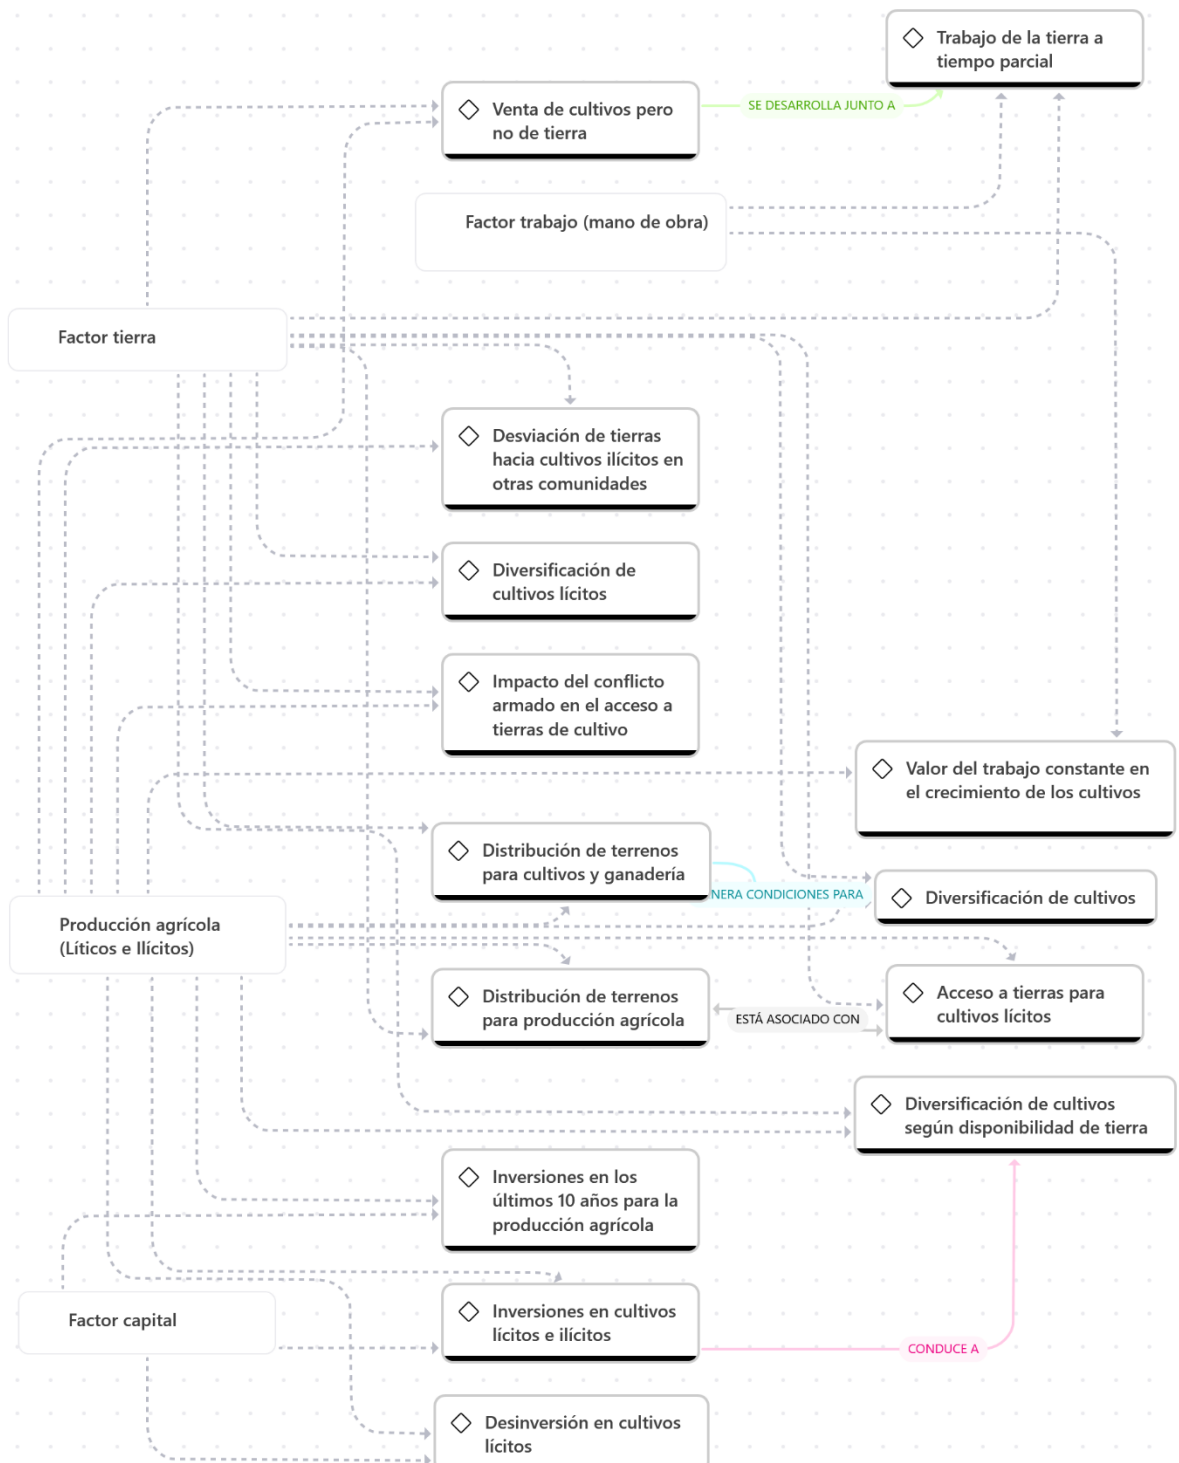 Trabajo de la tierra a
tiempo parcial
Venta de cultivos pero
no de tierra
SE DESARROLLA JUNTO A
Factor trabajo (mano de obra)
Factor tierra
Desviación de tierras
hacia cultivos ilícitos en
otras comunidades
Diversificación de
cultivos lícitos
Impacto del conflicto
armado en el acceso a
tierras de cultivo
Valor del trabajo constante en
el crecimiento de los cultivos
Distribución de terrenos
para cultivos y ganadería
NERA CONDICIONES PARA
Diversificación de cultivos
Producción agrícola
(Líticos e Ilícitos)
Distribución de terrenos
para producción agrícola
ESTÁ ASOCIADO CON
Acceso a tierras para
cultivos lícitos
Diversificación de cultivos
según disponibilidad de tierra
Inversiones en los
últimos 10 años para la
producción agrícola
Factor capital
Inversiones en cultivos
lícitos e ilícitos
CONDUCE A
Desinversión en cultivos
lícitos